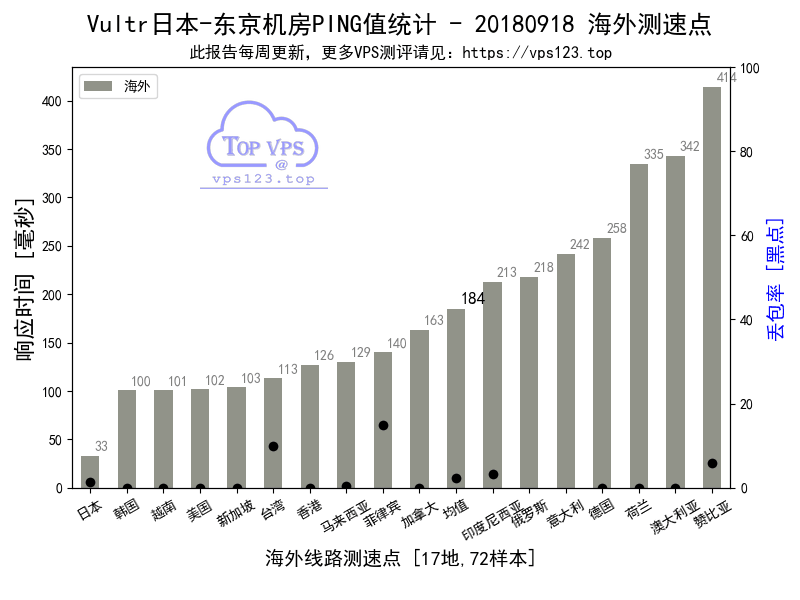 Vultr日本-东京机房PING值统计 - 20180918 海外测速点
此报告每周更新，更多VPS测评请见：https://vps123.top
海外
TOP VPS
@
vps123.top
响应时间 [毫秒]
400
350
300
250
200
150
100
50
0
33
100
101
102
103
113
126
129
140
163
184
213
218
242
258
335
342
414
100
80
60
40
20
0
丢包率 [黑点]
日本
韩国
越南
美国
新加坡
台湾
香港
马来西亚
菲律宾
加拿大
均值
印度尼西亚
俄罗斯
意大利
德国
荷兰
澳大利亚
赞比亚
海外线路测速点 [17地,72样本]